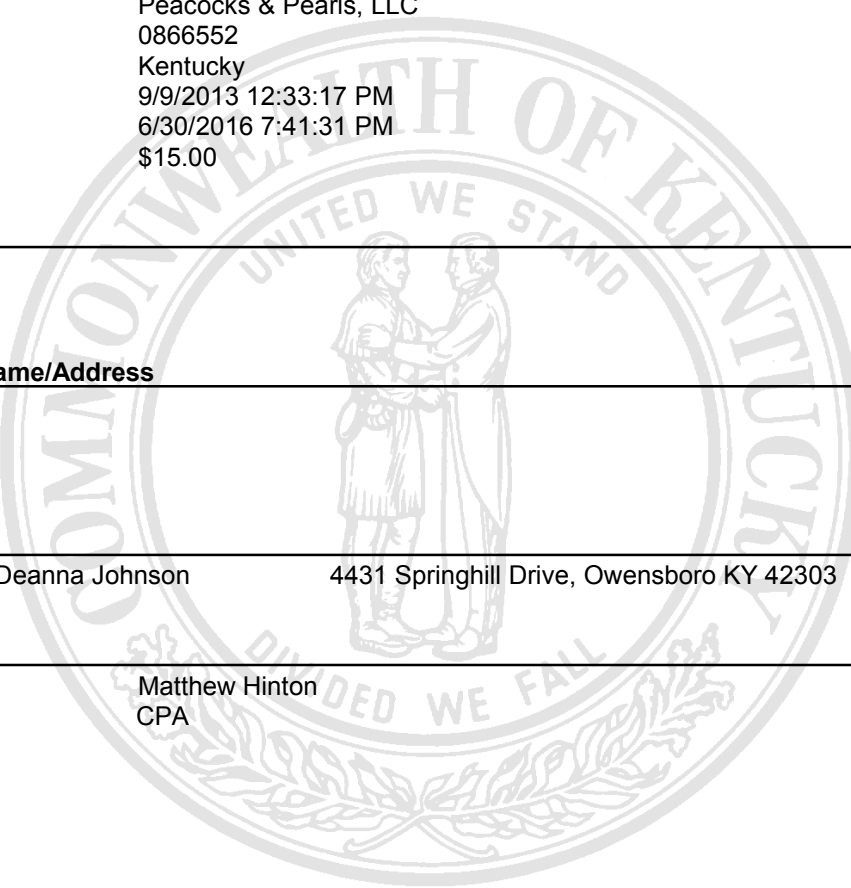 Peacocks & Pearls, LLC
0866552
Kentucky
9/9/2013 12:33:17 PM
6/30/2016 7:41:31 PM
$15.00
COMMONWEALTH OF KENTUCKY
UNITED WE STAND
ame/Address
Deanna Johnson 4431 Springhill Drive, Owensboro KY 42303
DIVIDED WE FALL
Matthew Hinton
CPA